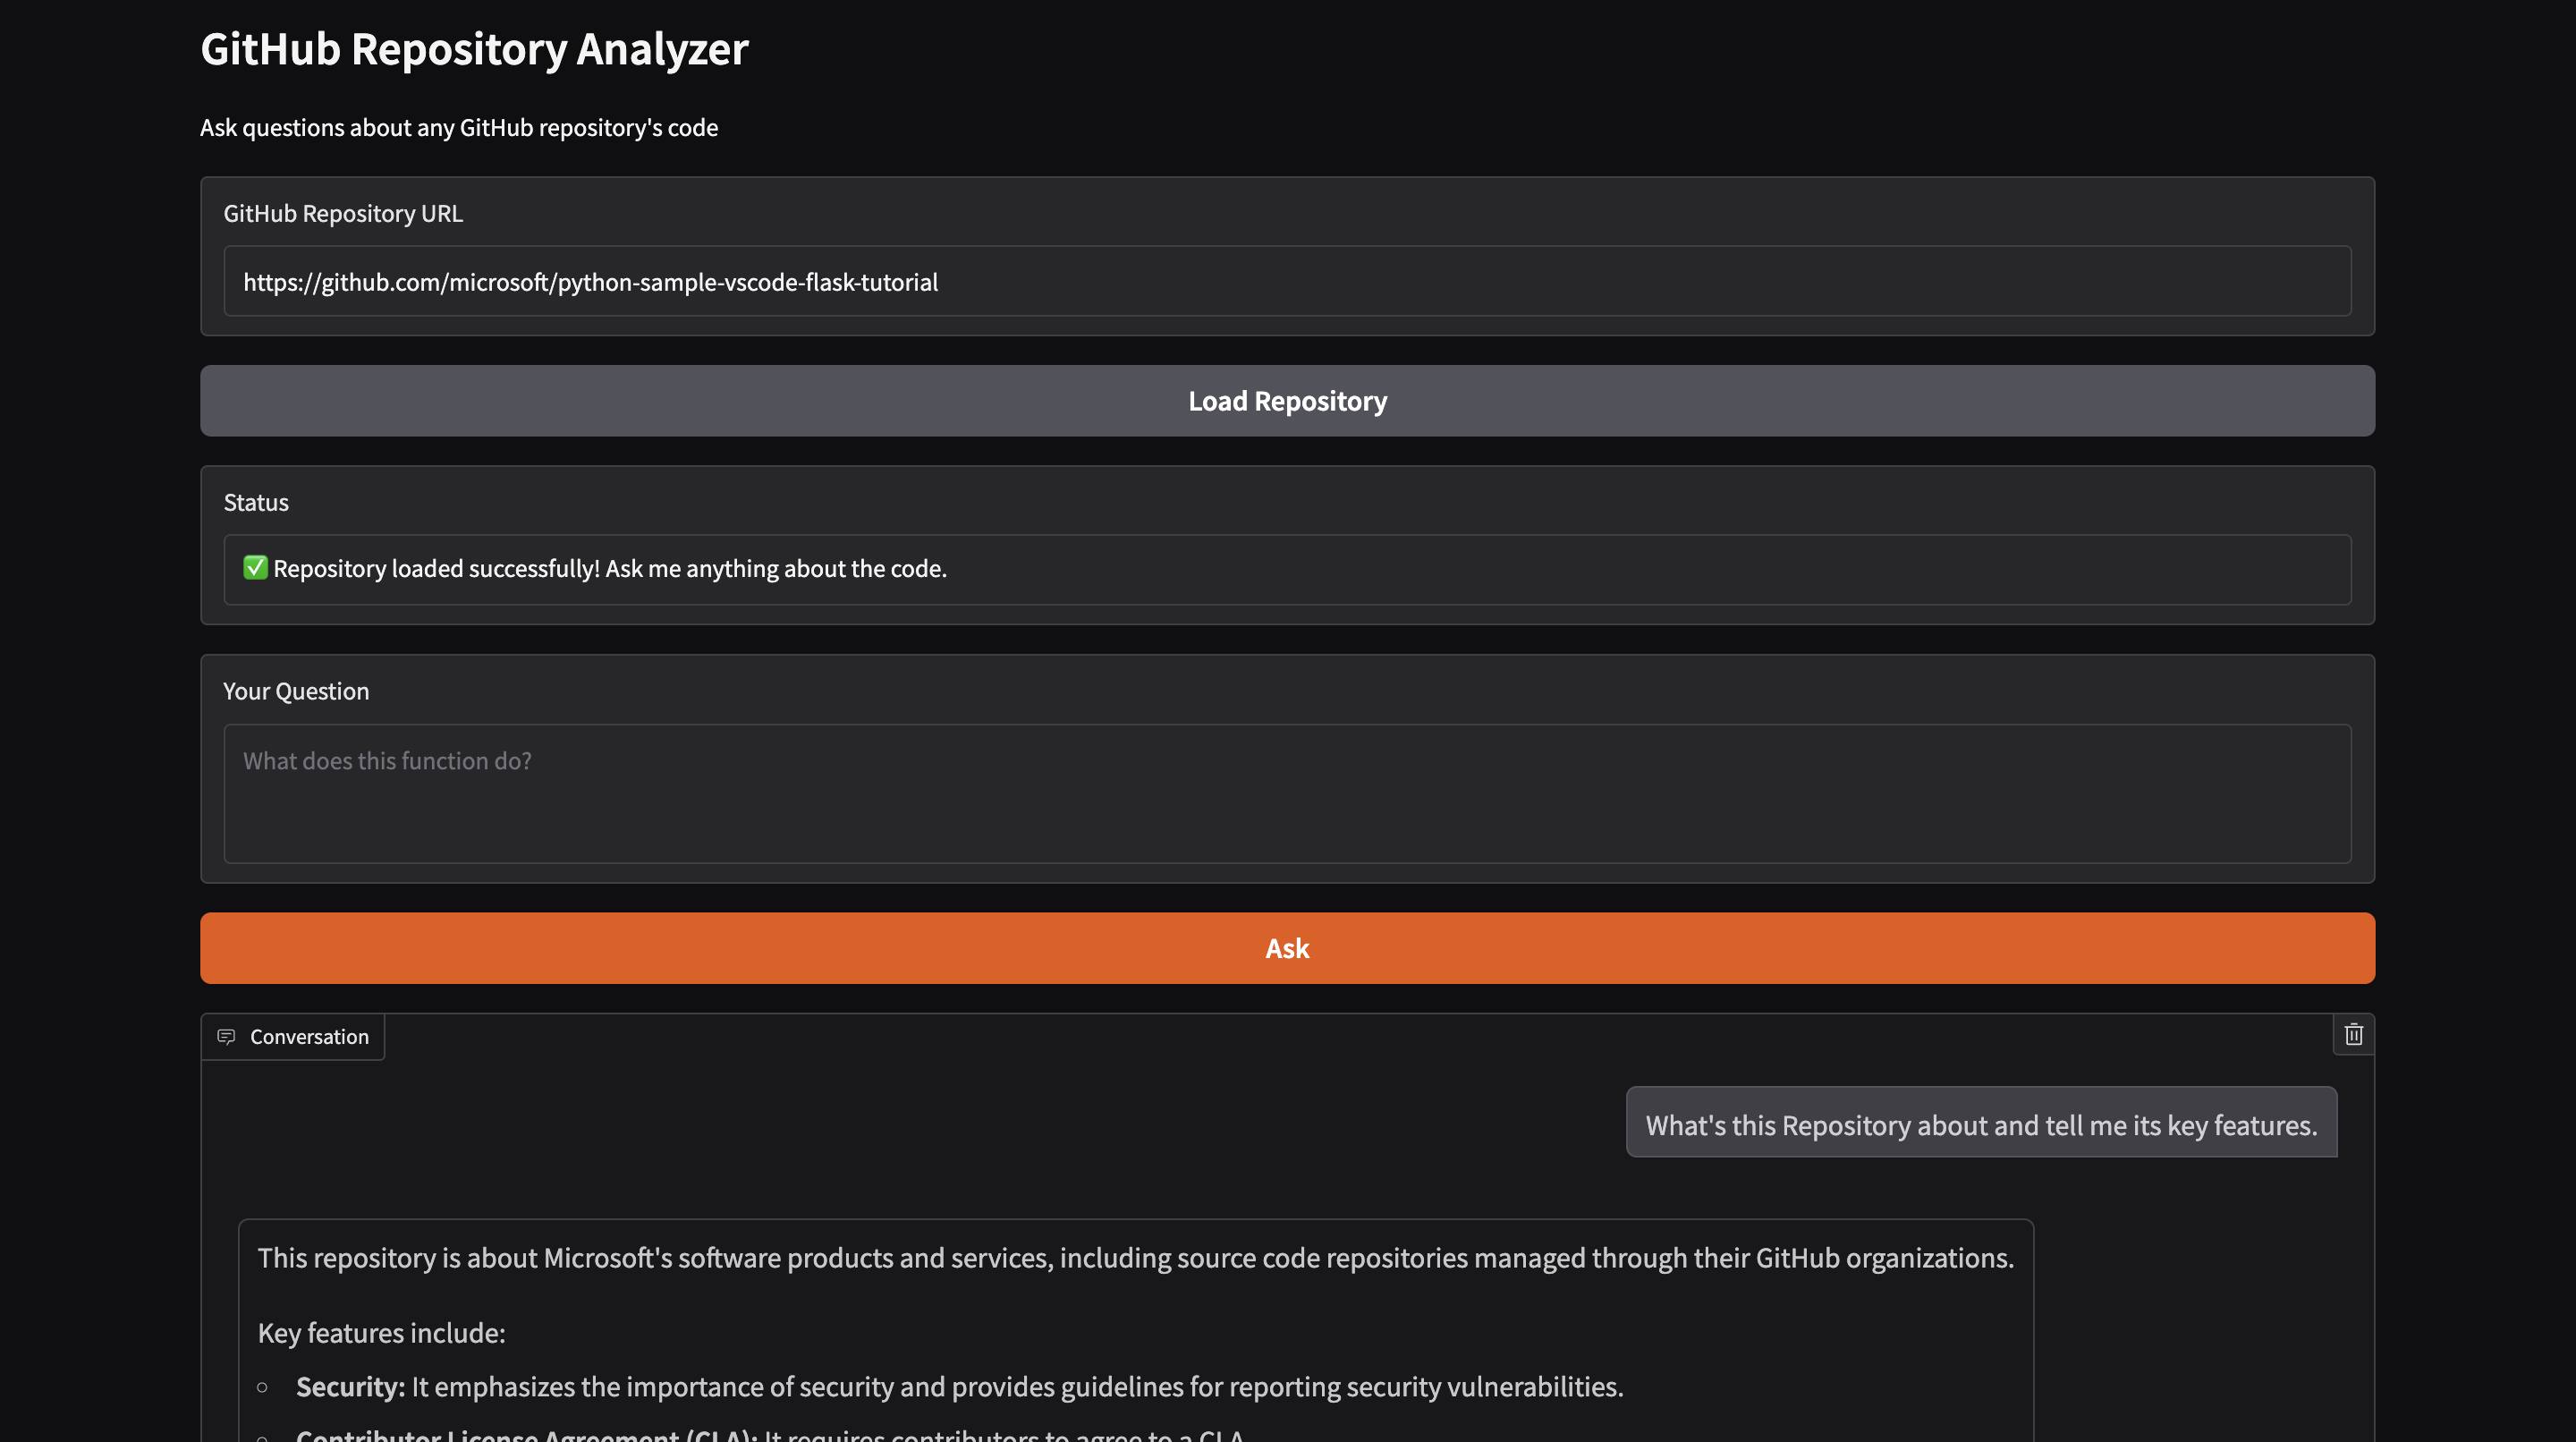 GitHub Repository Analyzer
Ask questions about any GitHub repository's code
GitHub Repository URL
https://github.com/microsoft/python-sample-vscode-flask-tutorial
Load Repository
Status
✅ Repository loaded successfully! Ask me anything about the code.
Your Question
What does this function do?
Ask
Conversation
What's this Repository about and tell me its key features.
This repository is about Microsoft's software products and services, including source code repositories managed through their GitHub organizations.
Key features include:
Security: It emphasizes the importance of security and provides guidelines for reporting security vulnerabilities.
Contributor License Agreement (CLA): It requires contributors to agree to a CLA